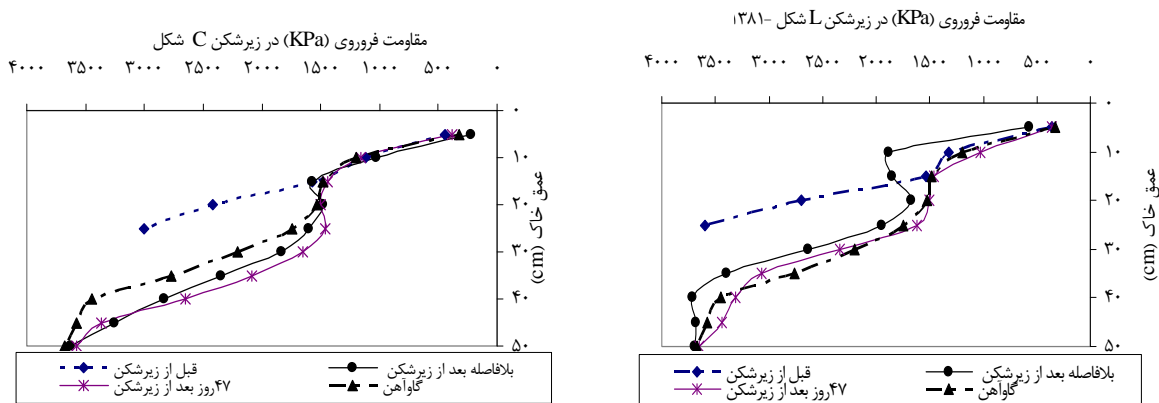 مقاومت فروروی (KPa) در زیرشکن L شکل -۱۳۸۱
۴۰۰۰ ۳۵۰۰ ۳۰۰۰ ۲۵۰۰ ۲۰۰۰ ۱۵۰۰ ۱۰۰۰ ۵۰۰ ۰
۰
۱۰
۲۰
۳۰
۴۰
۵۰
عمق خاک (cm)
قبل از زیرشکن
بلافاصله بعد از زیرشکن
۴۷روز بعد از زیرشکن
گاوآهن
مقاومت فروروی (KPa) در زیرشکن C شکل
۴۰۰۰ ۳۵۰۰ ۳۰۰۰ ۲۵۰۰ ۲۰۰۰ ۱۵۰۰ ۱۰۰۰ ۵۰۰ ۰
۰
۱۰
۲۰
۳۰
۴۰
۵۰
عمق خاک (cm)
قبل از زیرشکن
بلافاصله بعد از زیرشکن
۴۷روز بعد از زیرشکن
گاوآهن